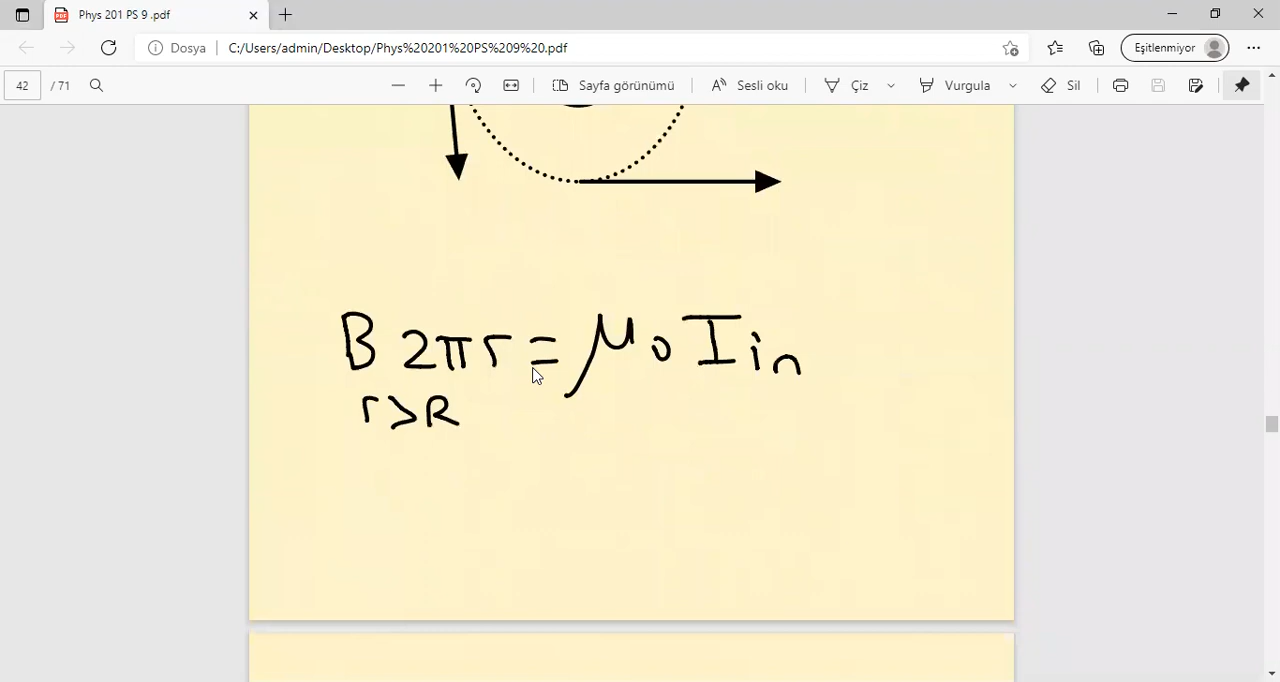 Phys 201 PS 9 .pdf
Dosya C:/Users/admin/Desktop/Phys%20201%20PS%209%20.pdf Eşitlenmiyor
42 / 71 Sayfa görünümü A Sesli oku Çiz Vurgula Sil
B 2πr = μ₀ I in
r > R